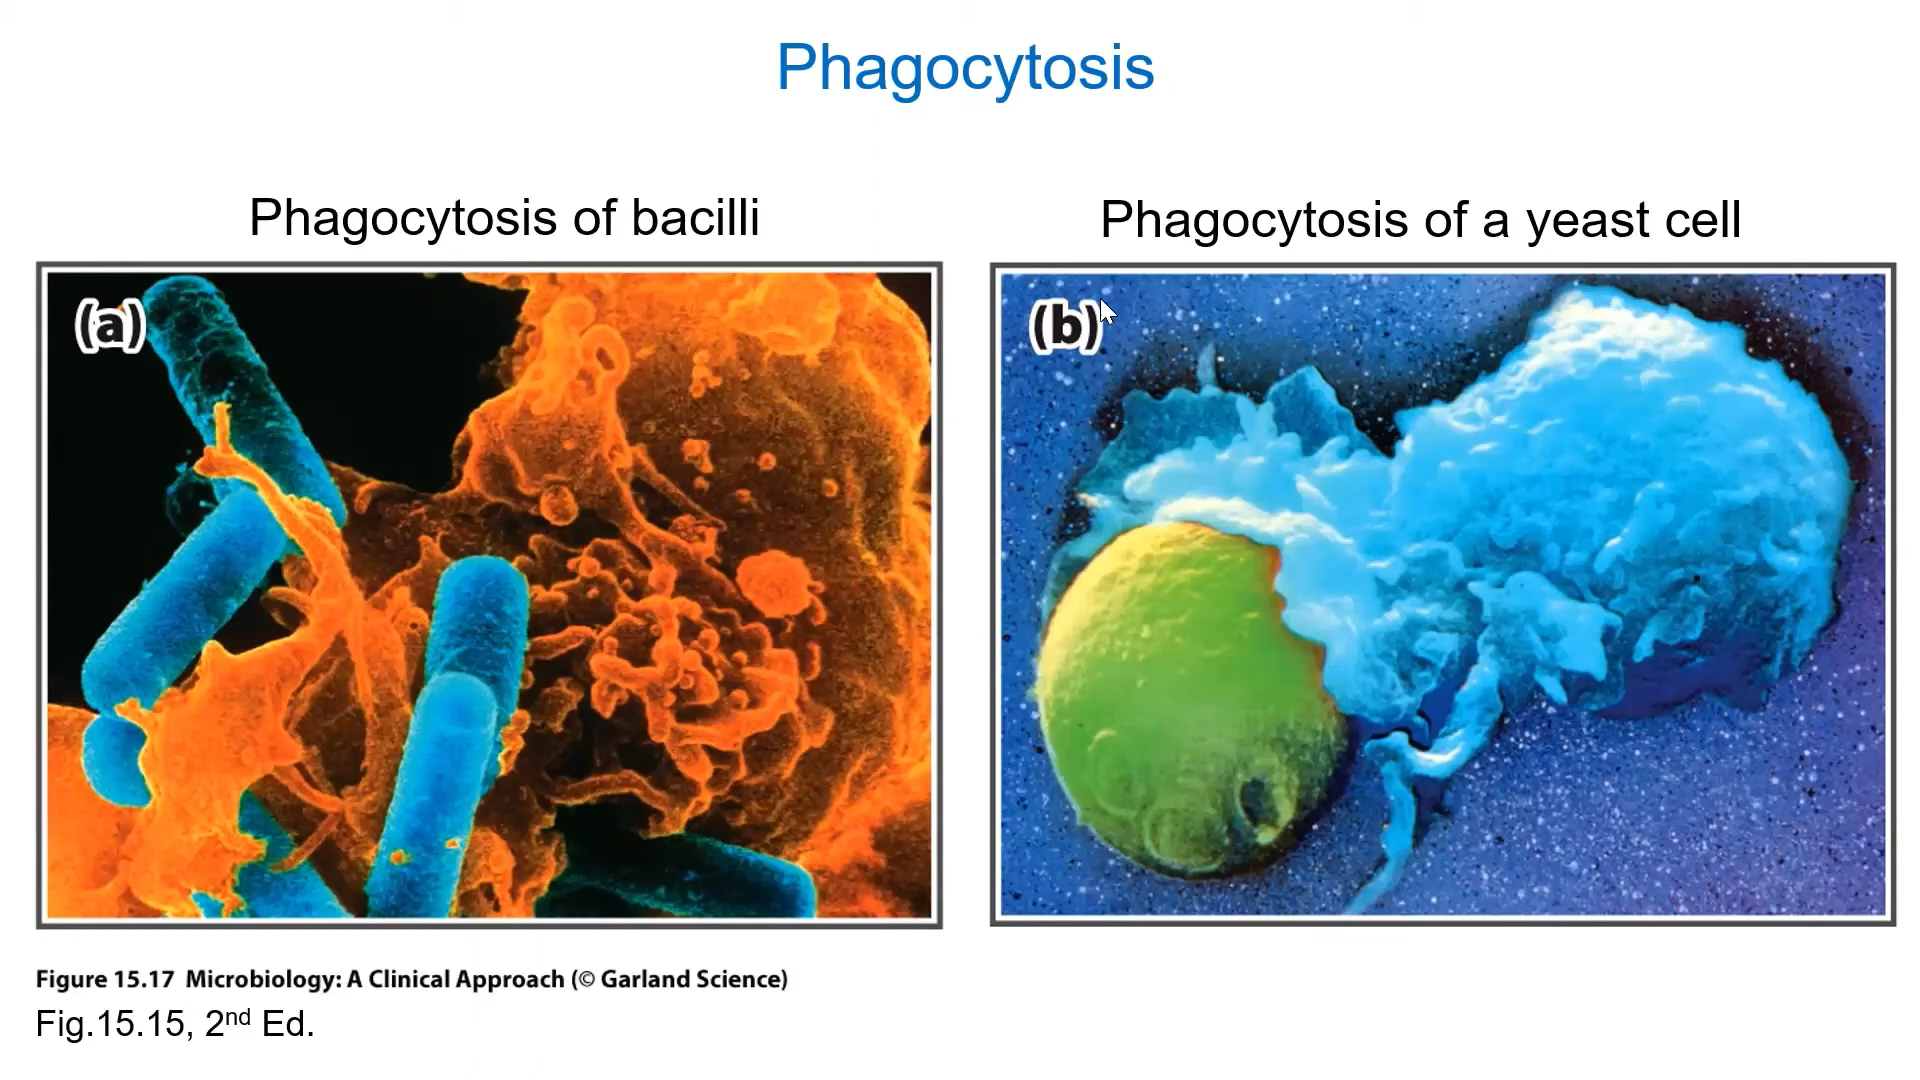 Phagocytosis
Phagocytosis of bacilli
Phagocytosis of a yeast cell
(a)
(b)
Figure 15.17 Microbiology: A Clinical Approach (© Garland Science)
Fig.15.15, 2nd Ed.